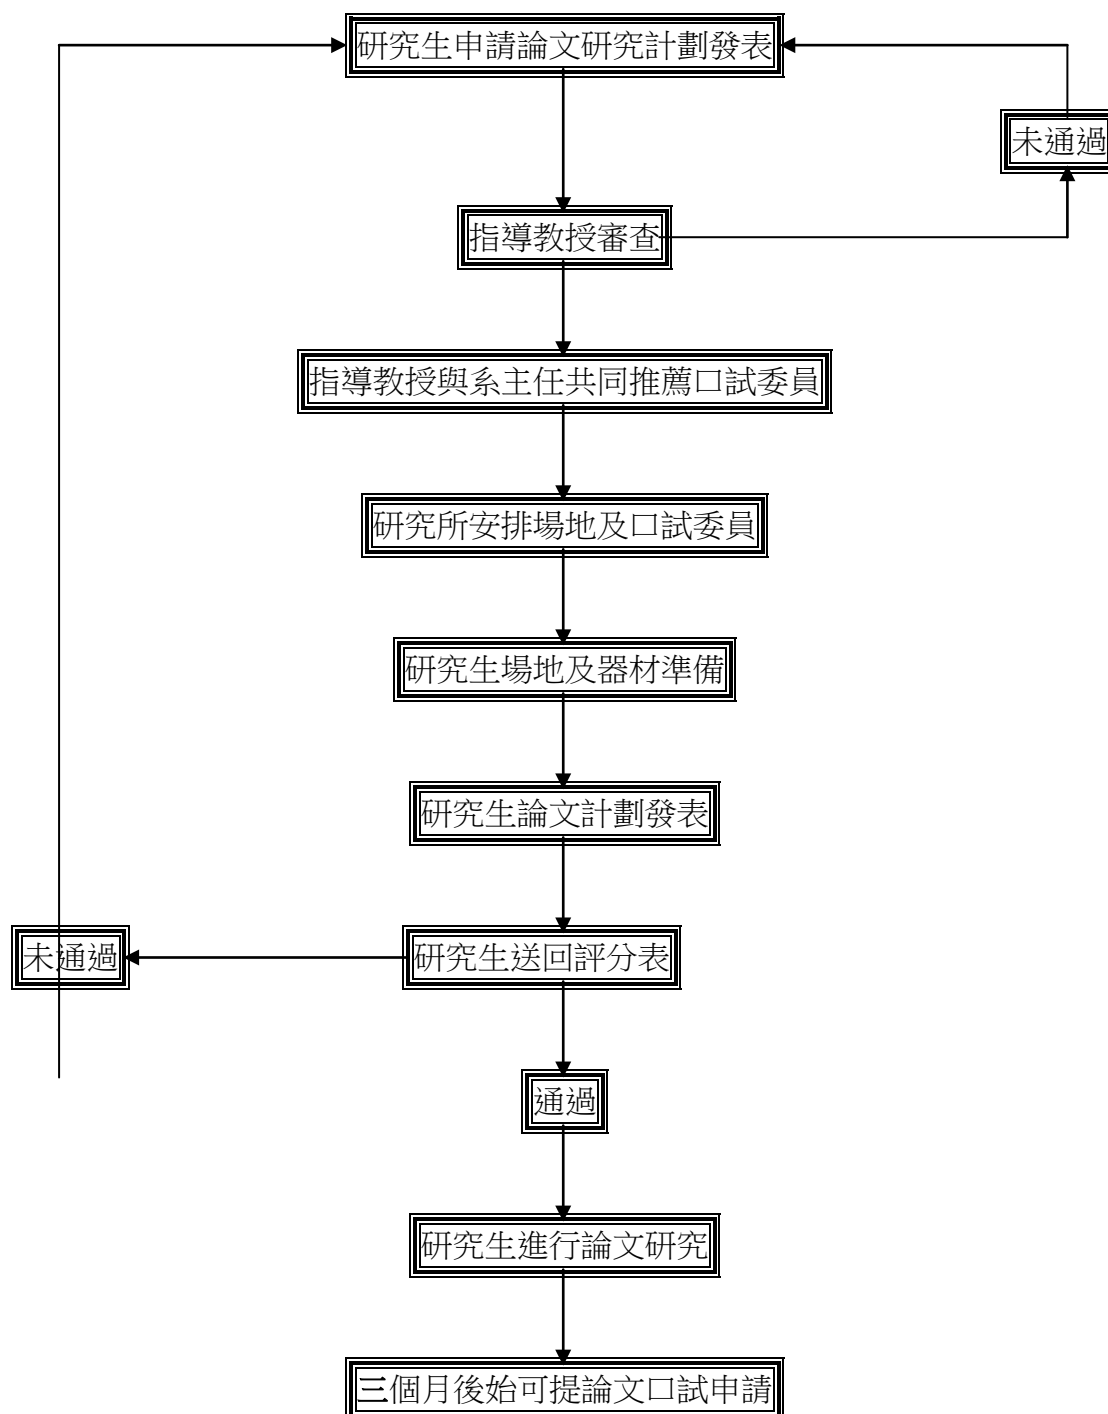 研究生申請論文研究計劃發表
未通過
指導教授審查
指導教授與系主任共同推薦口試委員
研究所安排場地及口試委員
研究生場地及器材準備
研究生論文計劃發表
未通過
研究生送回評分表
通過
研究生進行論文研究
三個月後始可提論文口試申請